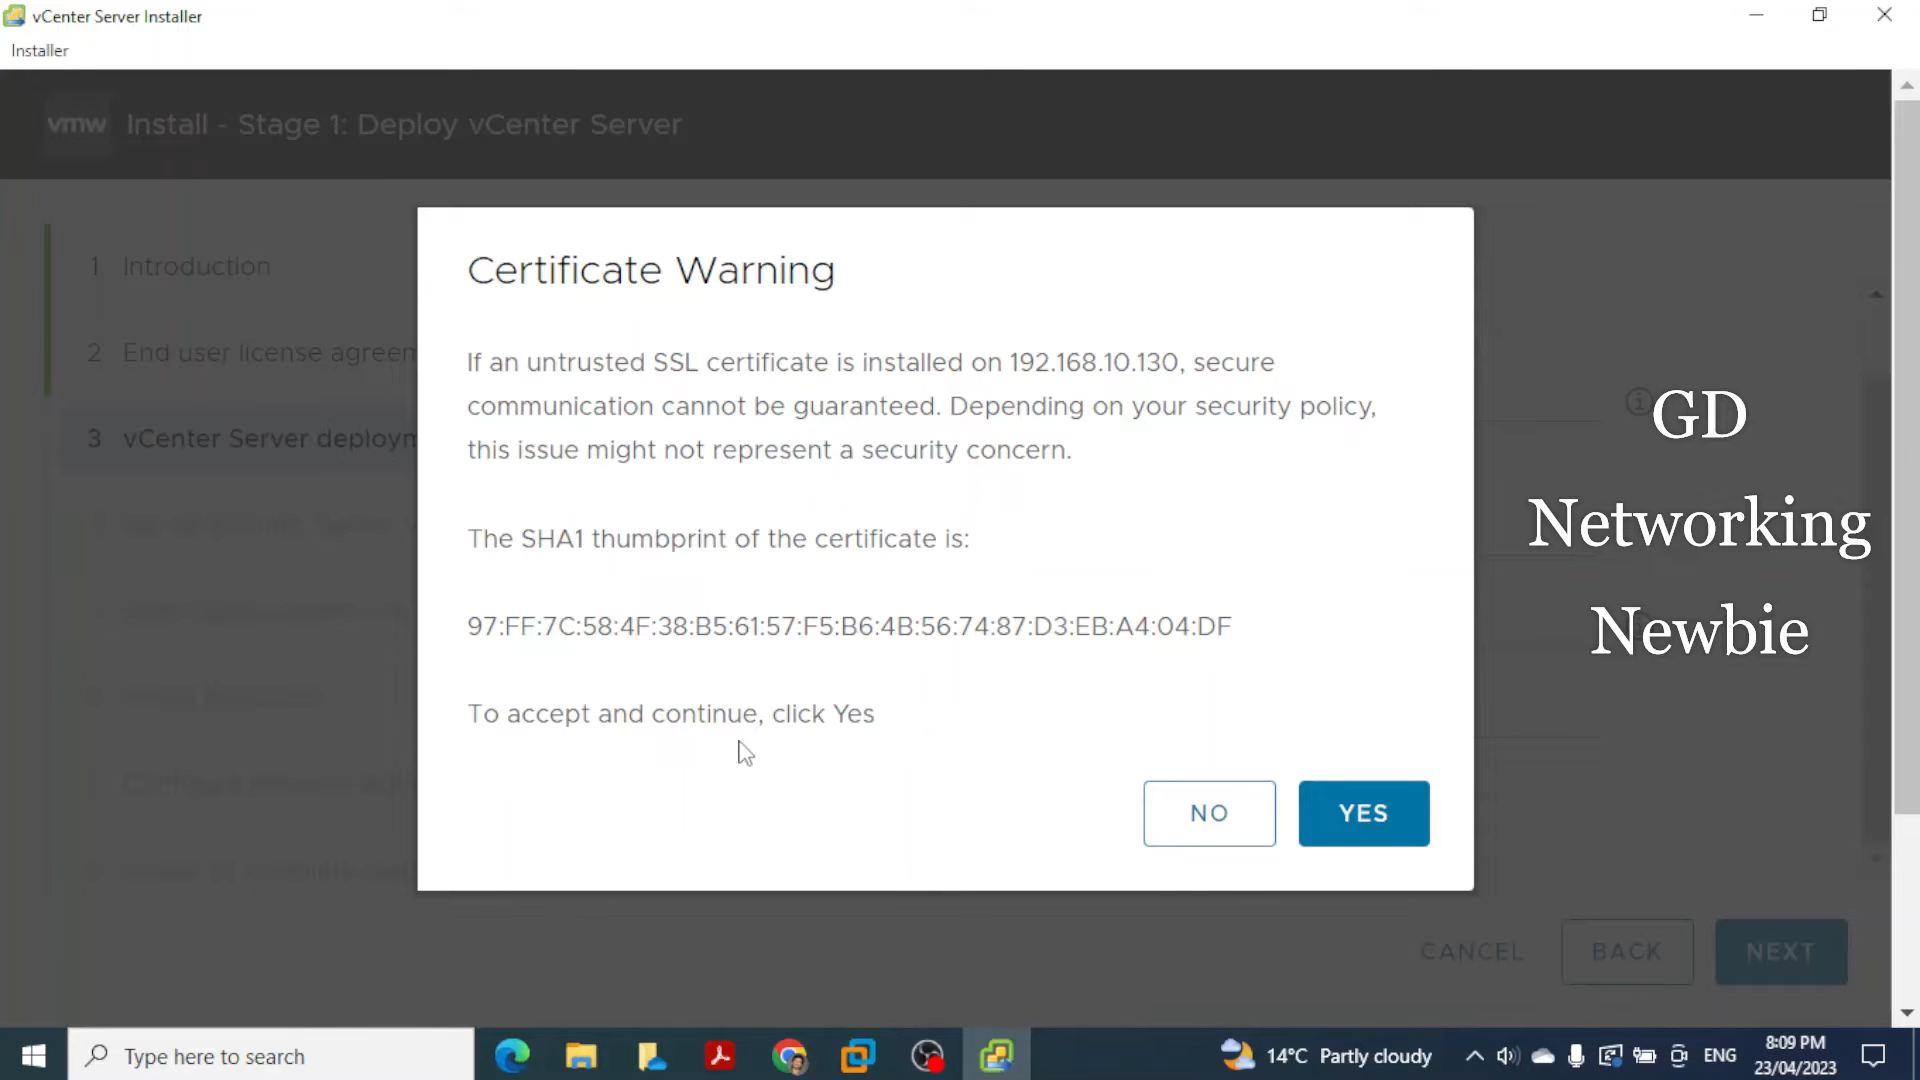 vCenter Server Installer
Installer
vmw Install - Stage 1: Deploy vCenter Server
1 Introduction
2 End user license agreem
3 vCenter Server deployn
Certificate Warning
If an untrusted SSL certificate is installed on 192.168.10.130, secure
communication cannot be guaranteed. Depending on your security policy,
this issue might not represent a security concern.
The SHA1 thumbprint of the certificate is:
97:FF:7C:58:4F:38:B5:61:57:F5:B6:4B:56:74:87:D3:EB:A4:04:DF
To accept and continue, click Yes
NO YES
GD
Networking
Newbie
CANCEL BACK NEXT
Type here to search
14°C Partly cloudy
ENG
8:09 PM
23/04/2023